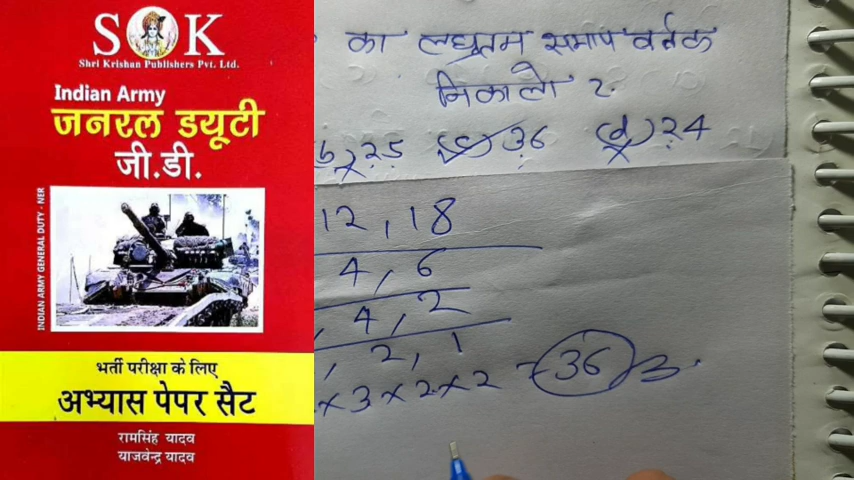 SK
Shri Krishan Publishers Pvt. Ltd.
Indian Army
जनरल डयूटी
जी.डी.
INDIAN ARMY GENERAL DUTY - NER
भर्ती परीक्षा के लिए
अभ्यास पेपर सैट
रामसिंह यादव
याजवेन्द्र यादव
का लघुतम समापवर्तक
निकालो ?.
b) 25 (c) 36 (d) 24
12, 18
4, 6
, 4, 2
, 2, 1
× 3 × 2 × 2 = 36